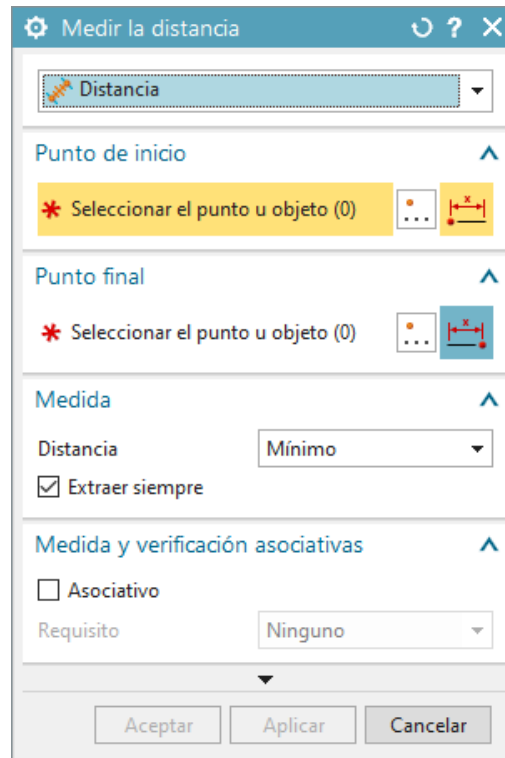 Medir la distancia
Distancia
Punto de inicio
* Seleccionar el punto u objeto (0)
Punto final
* Seleccionar el punto u objeto (0)
Medida
Distancia Mínimo
Extraer siempre
Medida y verificación asociativas
Asociativo
Requisito Ninguno
Aceptar Aplicar Cancelar